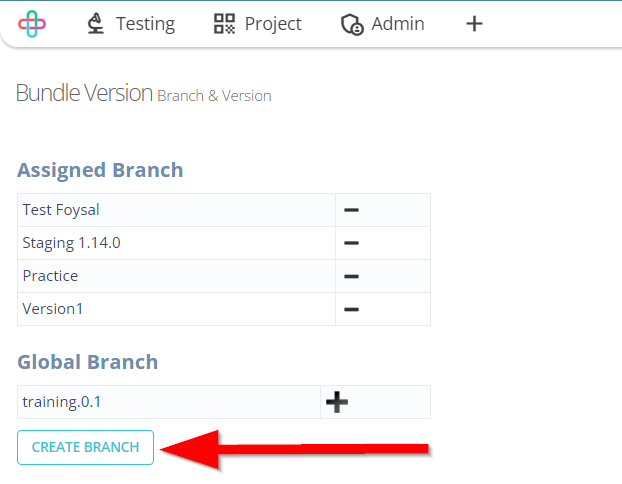 Testing Project Admin
Bundle Version Branch & Version
Assigned Branch
Test Foysal
Staging 1.14.0
Practice
Version1
Global Branch
training.0.1
CREATE BRANCH